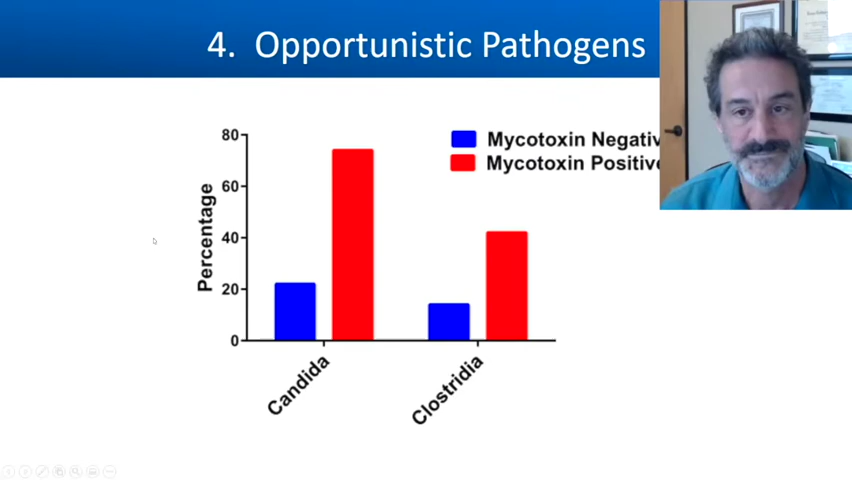 4. Opportunistic Pathogens
Mycotoxin Negativ
Mycotoxin Positive
80
60
40
20
0
Percentage
Candida
Clostridia